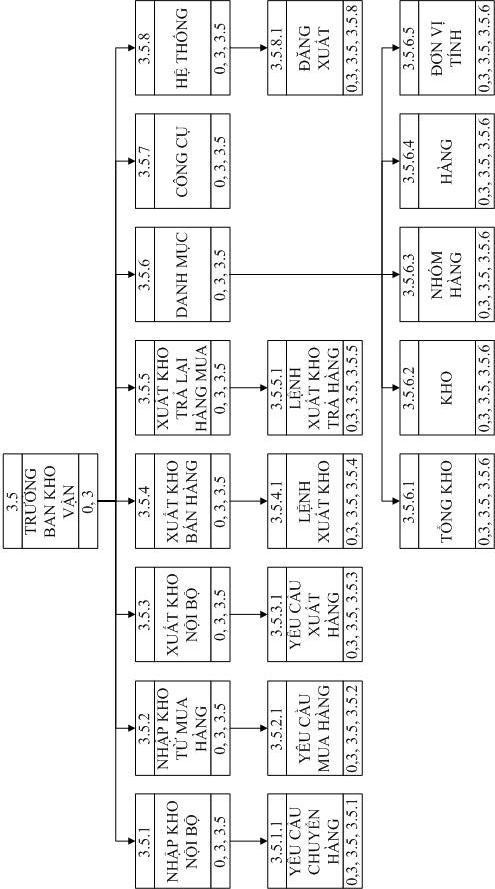 3.5
TRƯỞNG
BAN KHO
VẬN
0, 3
3.5.1
NHẬP KHO
NỘI BỘ
0, 3, 3.5
3.5.2
NHẬP KHO
TỪ MUA
HÀNG
0, 3, 3.5
3.5.3
XUẤT KHO
NỘI BỘ
0, 3, 3.5
3.5.4
XUẤT KHO
BÁN HÀNG
0, 3, 3.5
3.5.5
XUẤT KHO
TRẢ LẠI
HÀNG MUA
0, 3, 3.5
3.5.6
DANH MỤC
0, 3, 3.5
3.5.7
CÔNG CỤ
0, 3, 3.5
3.5.8
HỆ THỐNG
0, 3, 3.5
3.5.1.1
YÊU CẦU
CHUYỂN
HÀNG
0,3, 3.5, 3.5.1
3.5.2.1
YÊU CẦU
MUA HÀNG
0,3, 3.5, 3.5.2
3.5.3.1
YÊU CẦU
XUẤT
HÀNG
0,3, 3.5, 3.5.3
3.5.4.1
LỆNH
XUẤT KHO
0,3, 3.5, 3.5.4
3.5.5.1
LỆNH
XUẤT KHO
TRẢ HÀNG
0,3, 3.5, 3.5.5
3.5.8.1
ĐĂNG
XUẤT
0,3, 3.5, 3.5.8
3.5.6.1
TỔNG KHO
0,3, 3.5, 3.5.6
3.5.6.2
KHO
0,3, 3.5, 3.5.6
3.5.6.3
NHÓM
HÀNG
0,3, 3.5, 3.5.6
3.5.6.4
HÀNG
0,3, 3.5, 3.5.6
3.5.6.5
ĐƠN VỊ
TÍNH
0,3, 3.5, 3.5.6